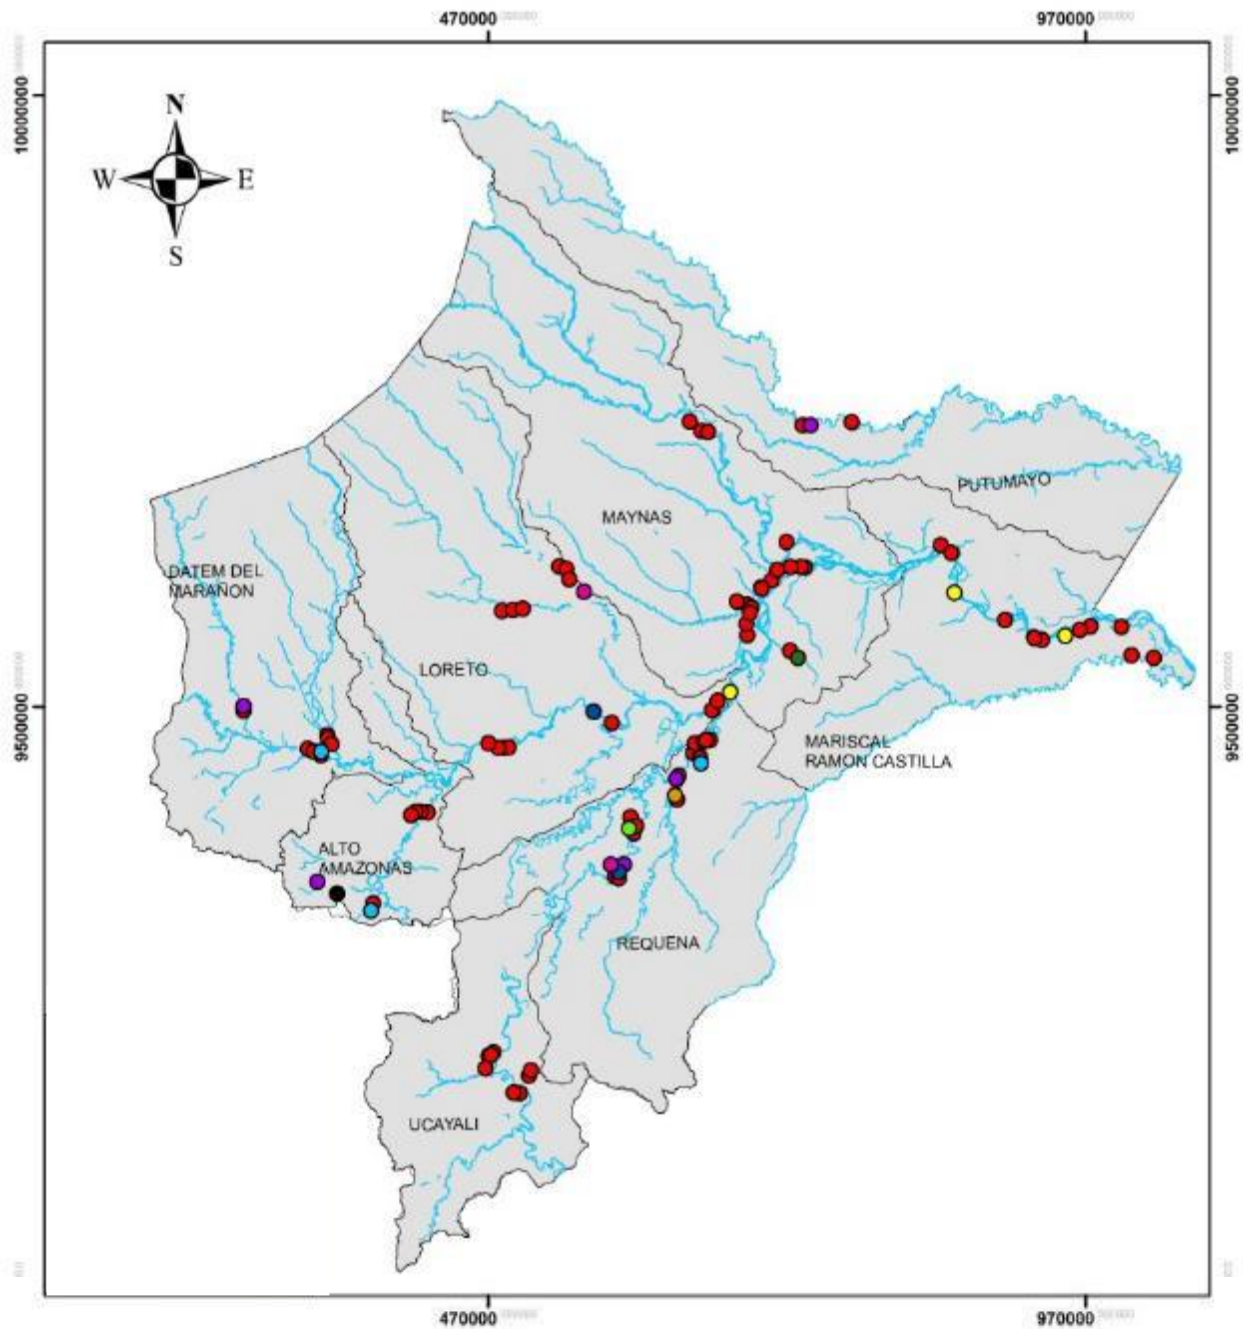 470000
970000
10000000
10000000
N
W
E
S
PUTUMAYO
MAYNAS
DATEM DEL
MARAÑON
LORETO
9500000
9500000
MARISCAL
RAMON CASTILLA
ALTO
AMAZONAS
REQUENA
UCAYALI
470000
970000